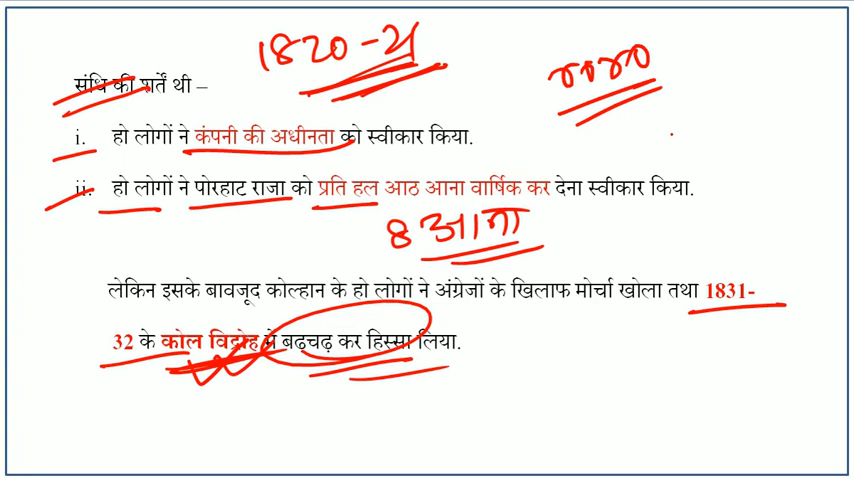 1820-21
संधि की शर्तें थी –
i. हो लोगों ने कंपनी की अधीनता को स्वीकार किया.
ii. हो लोगों ने पोरहाट राजा को प्रति हल आठ आना वार्षिक कर देना स्वीकार किया.
8 आना
लेकिन इसके बावजूद कोल्हान के हो लोगों ने अंग्रेजों के खिलाफ मोर्चा खोला तथा 1831-
32 के कोल विद्रोह में बढ़चढ़ कर हिस्सा लिया.